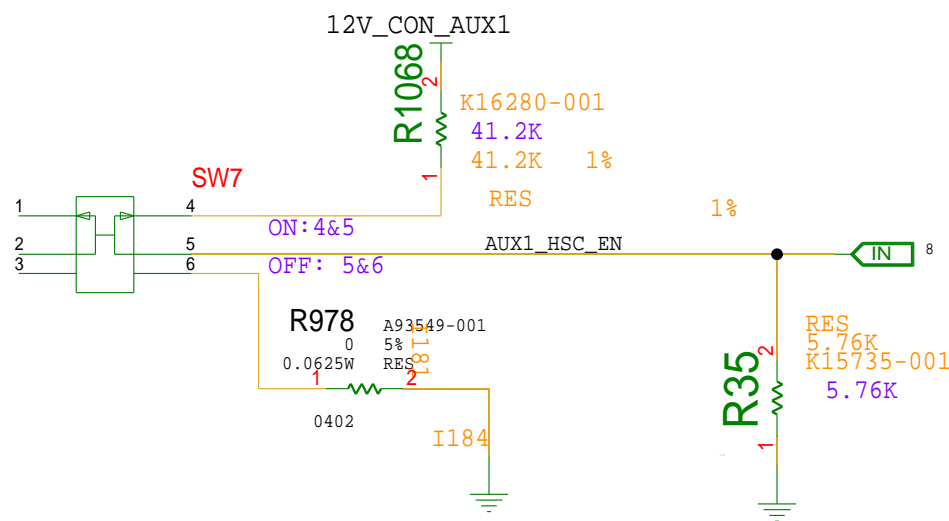 12V_CON_AUX1
R1068
2
K16280-001
41.2K
41.2K 1%
1
RES
1%
SW7
1
4
ON:4&5
2
5
AUX1_HSC_EN
IN
8
3
6
OFF: 5&6
R978
A93549-001
0
5%
0.0625W
RES
I181
1
2
0402
I184
R35
2
RES
5.76K
K15735-001
5.76K
1